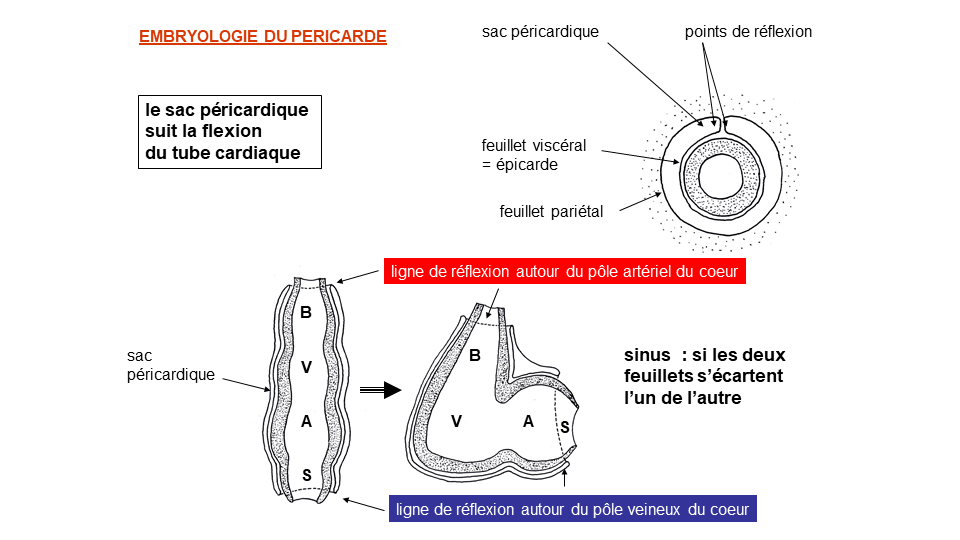 EMBRYOLOGIE DU PERICARDE
sac péricardique
points de réflexion
le sac péricardique
suit la flexion
du tube cardiaque
feuillet viscéral
= épicarde
feuillet pariétal
ligne de réflexion autour du pôle artériel du coeur
B
V
A
S
sac
péricardique
B
V
A
S
sinus : si les deux
feuillets s’écartent
l’un de l’autre
ligne de réflexion autour du pôle veineux du coeur